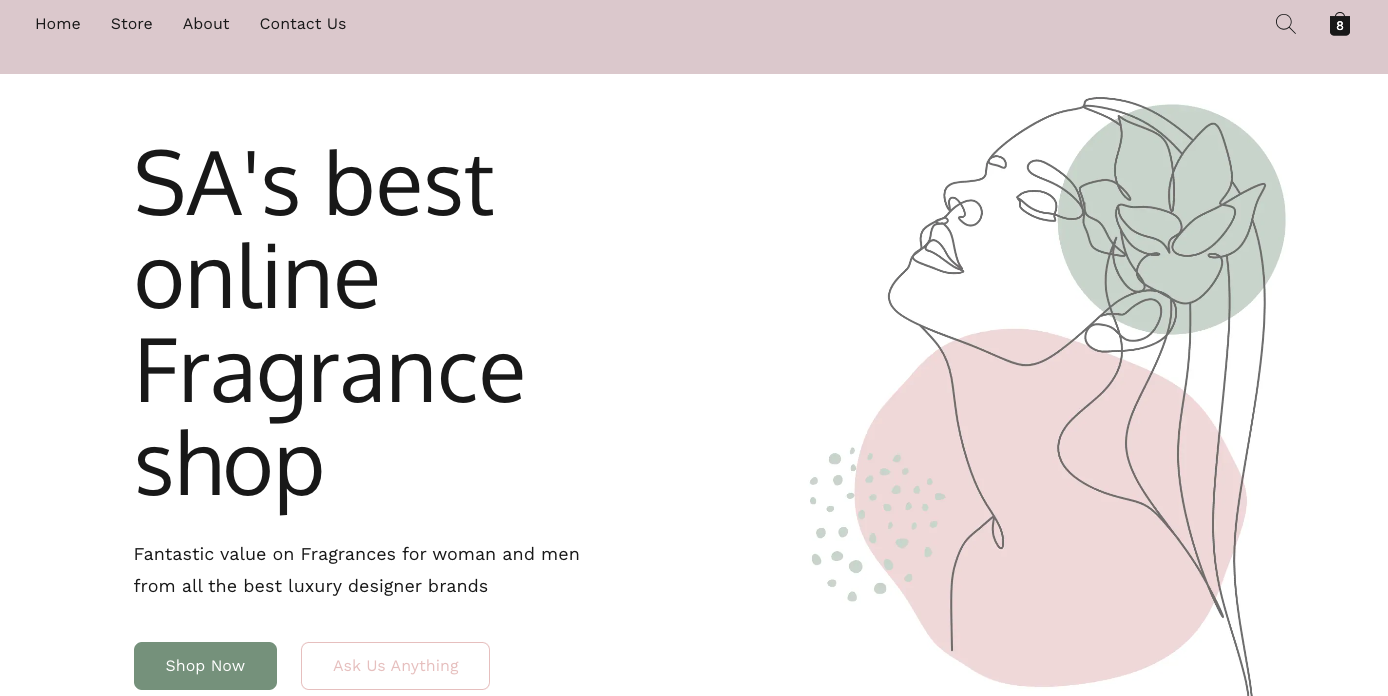 Home Store About Contact Us
8
SA's best
online
Fragrance
shop
Fantastic value on Fragrances for woman and men
from all the best luxury designer brands
Shop Now Ask Us Anything